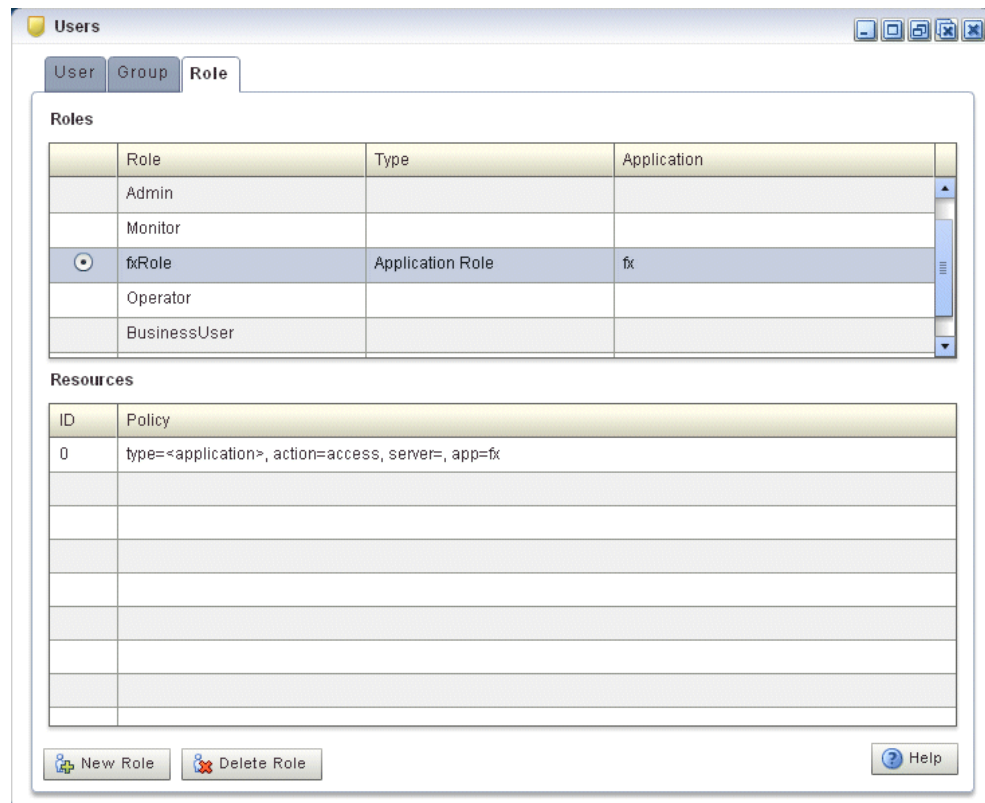 Users
User Group Role
Roles
Role Type Application
Admin
Monitor
fxRole Application Role fx
Operator
BusinessUser
Resources
ID Policy
0 type=<application>, action=access, server=, app=fx
New Role Delete Role Help